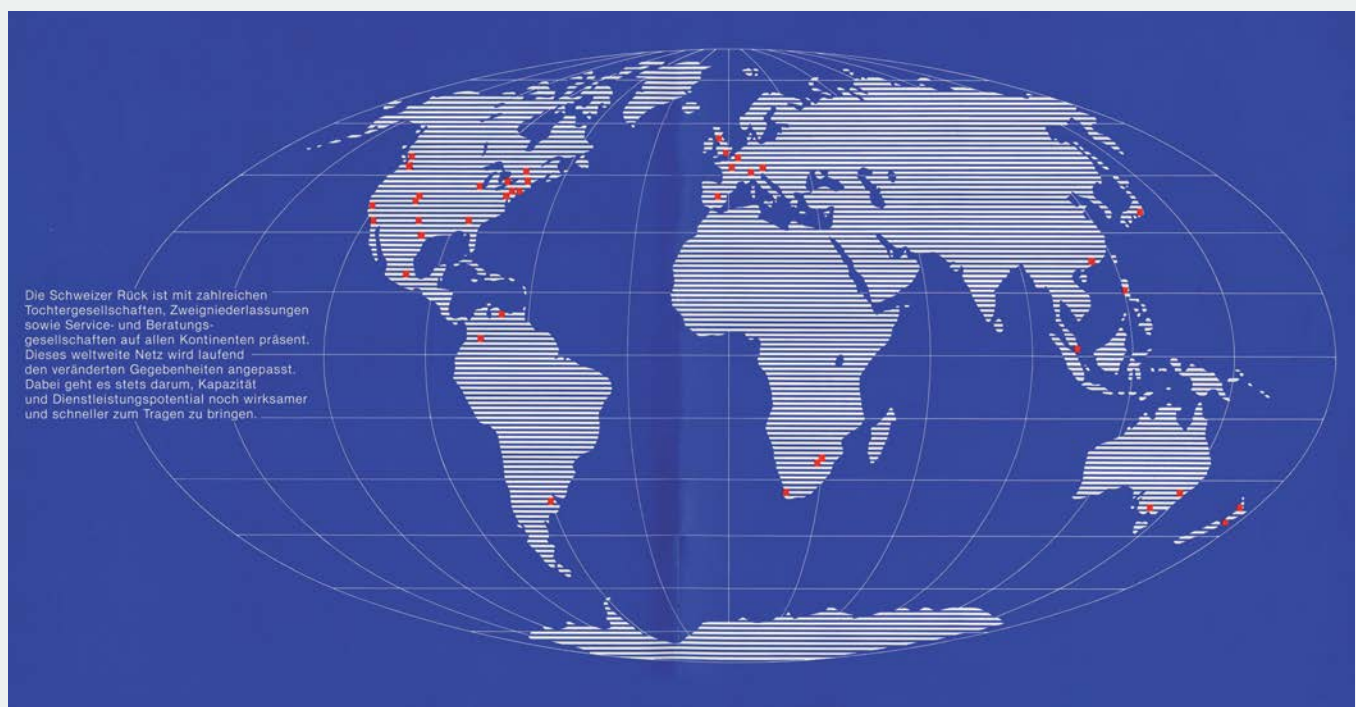 Die Schweizer Rück ist mit zahlreichen
Tochtergesellschaften, Zweigniederlassungen
sowie Service- und Beratungs-
gesellschaften auf allen Kontinenten präsent.
Dieses weltweite Netz wird laufend
den veränderten Gegebenheiten angepasst.
Dabei geht es stets darum, Kapazität
und Dienstleistungspotential noch wirksamer
und schneller zum Tragen zu bringen.